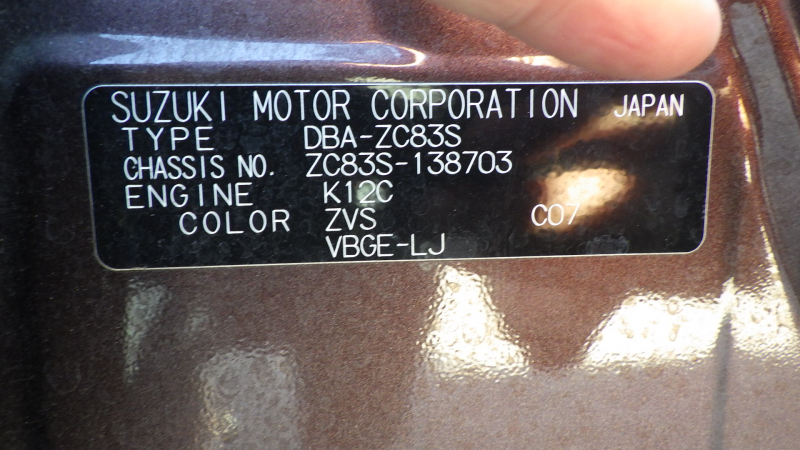 SUZUKI MOTOR CORPORATION JAPAN
TYPE DBA-ZC83S
CHASSIS NO. ZC83S-138703
ENGINE K12C
COLOR ZVS C07
VBGE-LJ